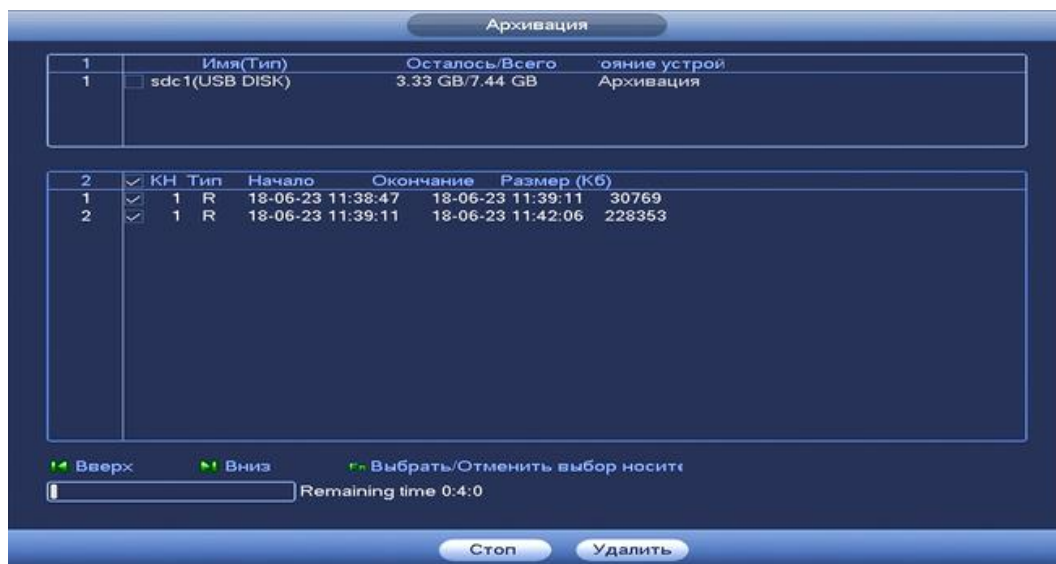 Архивация
1 Имя(Тип) Осталось/Всего ояние устрой
1 sdc1(USB DISK) 3.33 GB/7.44 GB Архивация
2 КН Тип Начало Окончание Размер (Кб)
1 1 R 18-06-23 11:38:47 18-06-23 11:39:11 30769
2 1 R 18-06-23 11:39:11 18-06-23 11:42:06 228353
Вверх Вниз Fn Выбрать/Отменить выбор носите
Remaining time 0:4:0
Стоп Удалить